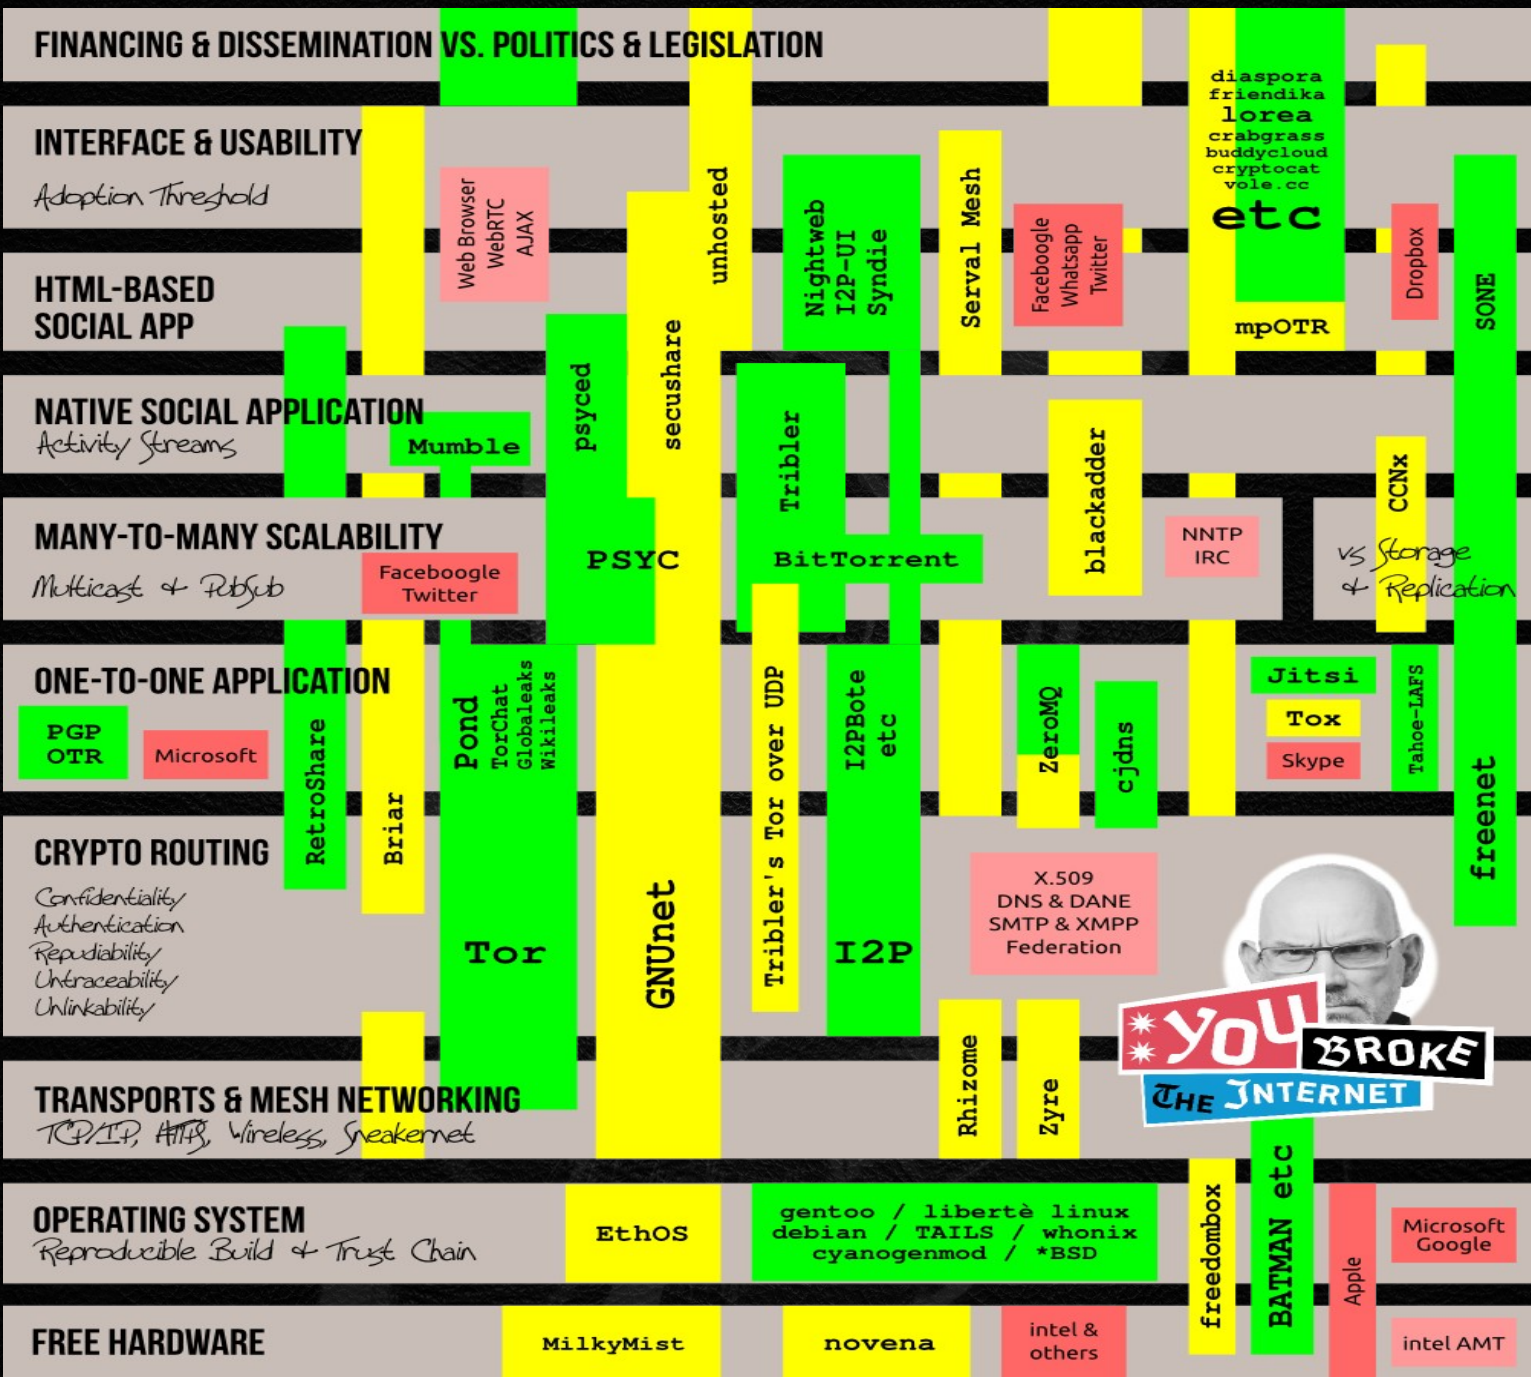 FINANCING & DISSEMINATION VS. POLITICS & LEGISLATION
diaspora
friendika
lorea
crabgrass
buddycloud
cryptocat
vole.cc
etc
INTERFACE & USABILITY
Adoption Threshold
Web Browser
WebRTC
AJAX
unhosted
Nightweb
I2P-UI
Syndie
Serval Mesh
Faceboogle
Whatsapp
Twitter
Dropbox
SONE
HTML-BASED
SOCIAL APP
mpOTR
psyced
secushare
NATIVE SOCIAL APPLICATION
Activity Streams
Mumble
Tribler
blackadder
CCNx
MANY-TO-MANY SCALABILITY
Multicast & PubSub
Faceboogle
Twitter
PSYC
BitTorrent
NNTP
IRC
vs Storage
& Replication
ONE-TO-ONE APPLICATION
PGP
OTR
Microsoft
RetroShare
Briar
Pond
TorChat
Globaleaks
Wikileaks
Tribler's Tor over UDP
I2PBote
etc
ZeroMQ
cjdns
Jitsi
Tox
Skype
Tahoe-LAFS
freenet
CRYPTO ROUTING
Confidentiality
Authentication
Repudiability
Untraceability
Unlinkability
Tor
GNUnet
I2P
X.509
DNS & DANE
SMTP & XMPP
Federation
YOU
BROKE
THE INTERNET
TRANSPORTS & MESH NETWORKING
TCP/IP, HTTPS, Wireless, Sneakernet
Rhizome
Zyre
OPERATING SYSTEM
Reproducible Build & Trust Chain
EthOS
gentoo / libertè linux
debian / TAILS / whonix
cyanogenmod / *BSD
freedombox
BATMAN etc
Apple
Microsoft
Google
FREE HARDWARE
MilkyMist
novena
intel &
others
intel AMT